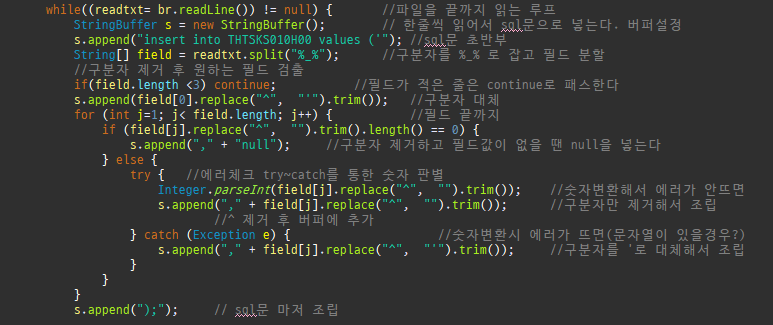 while((readtxt= br.readLine()) != null) {       //파일을 끝까지 읽는 루프
    StringBuffer s = new StringBuffer();        // 한줄씩 읽어서 sql문으로 넣는다. 버퍼설정
    s.append("insert into THTSKS010H00 values ('"); //sql문 초반부
    String[] field = readtxt.split("%_%");      //구분자를 %_% 로 잡고 필드 분할
    //구분자 제거 후 원하는 필드 검출
    if(field.length <3) continue;           //필드가 적은 줄은 continue로 패스한다
    s.append(field[0].replace("^",  "'").trim());   //구분자 대체
    for (int j=1; j< field.length; j++) {           //필드 끝까지
        if (field[j].replace("^",  "").trim().length() == 0) {
            s.append("," + "null");     //구분자 제거하고 필드값이 없을 땐 null을 넣는다
        } else {
            try {   //에러체크 try~catch를 통한 숫자 판별
                Integer.parseInt(field[j].replace("^",  "").trim());    //숫자변환해서 에러가 안뜨면
                s.append("," + field[j].replace("^",  "").trim());      //구분자만 제거해서 조립
                        //^ 제거 후 버퍼에 추가
            } catch (Exception e) {                     //숫자변환시 에러가 뜨면(문자열이 있을경우?)
                s.append("," + field[j].replace("^",  "'").trim());     //구분자를 '로 대체해서 조립
            }
        }
    }
    s.append(");");     // sql문 마져 조립